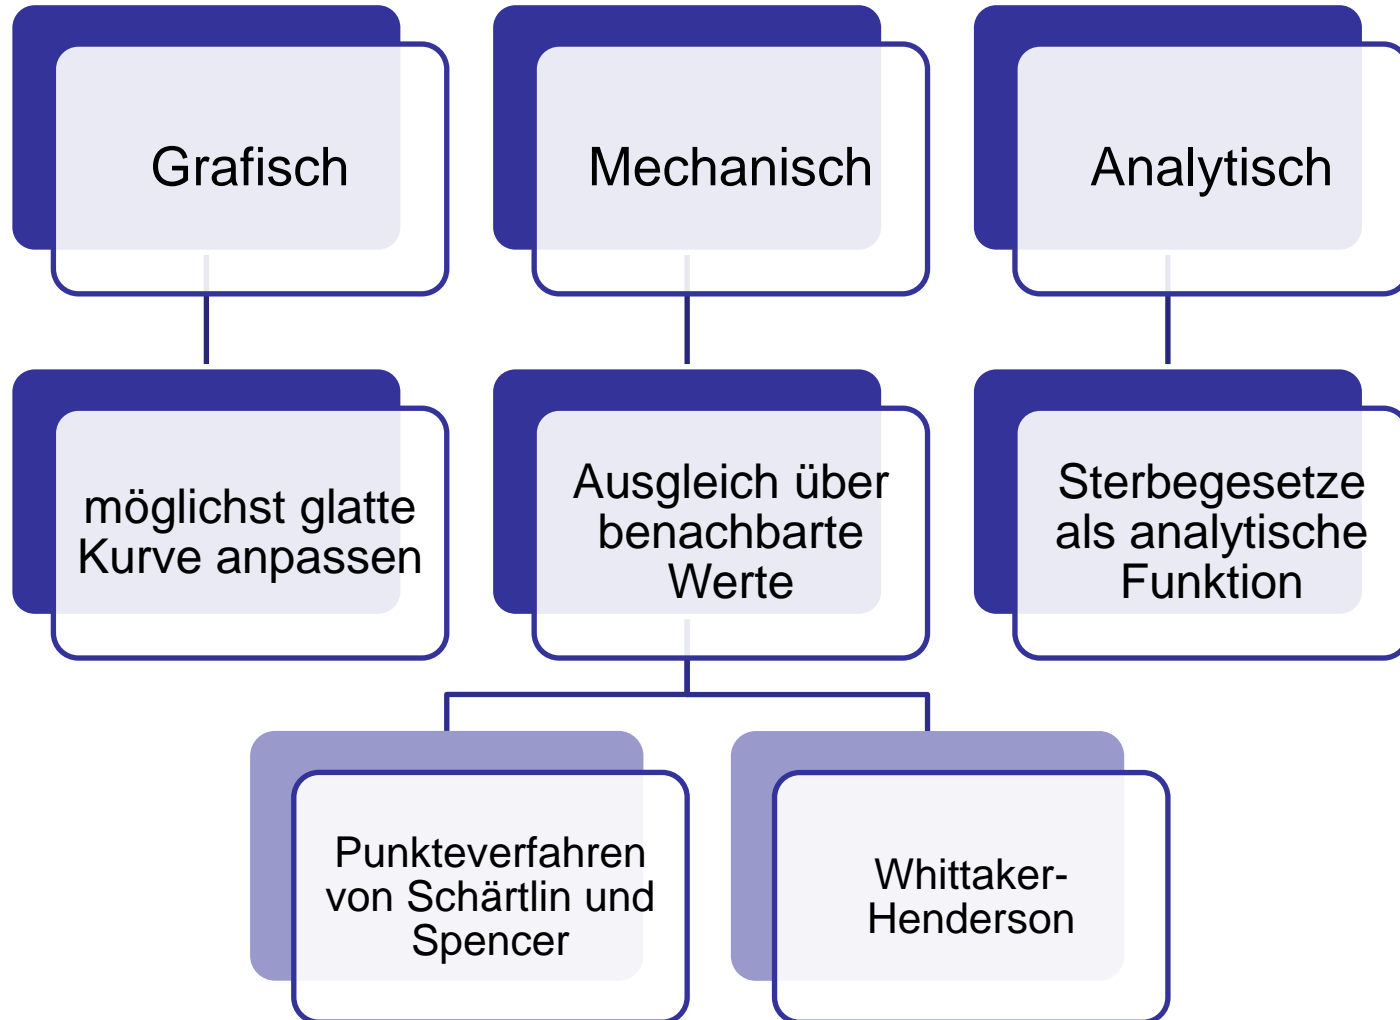 Grafisch
Mechanisch
Analytisch
möglichst glatte
Kurve anpassen
Ausgleich über
benachbarte
Werte
Sterbegesetze
als analytische
Funktion
Punkteverfahren
von Schärtlin und
Spencer
Whittaker-
Henderson